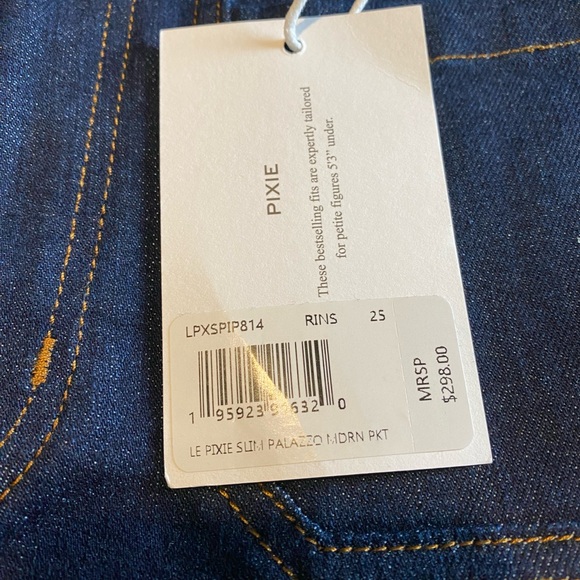 PIXIE
These bestselling fits are expertly tailored
for petite figures 5'3" under.
LPXSPIP814 RINS 25
1 95923 632 0
LE PIXIE SLIM PALAZZO MDRN PKT
MRSP
$298.00